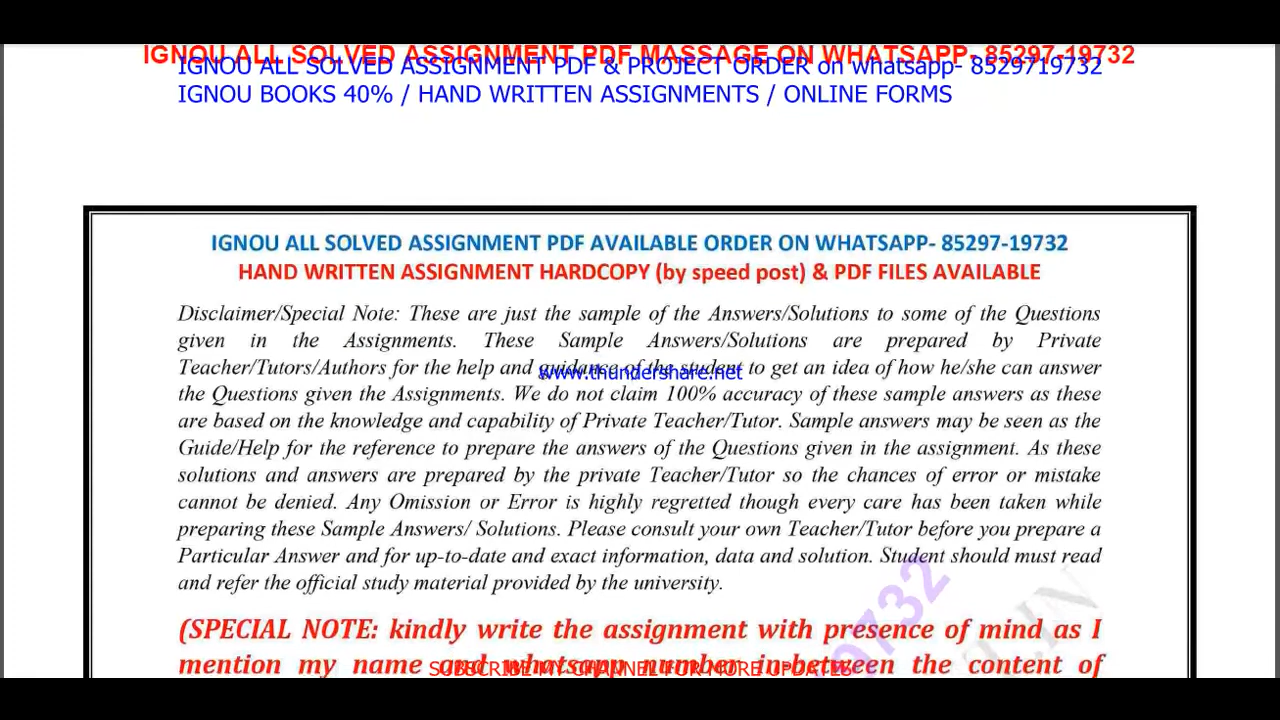 IGNOU ALL SOLVED ASSIGNMENT PDF MASSAGE ON WHATSAPP- 85297-19732
IGNOU ALL SOLVED ASSIGNMENT PDF & PROJECT ORDER on whatsapp- 8529719732
IGNOU BOOKS 40% / HAND WRITTEN ASSIGNMENTS / ONLINE FORMS
IGNOU ALL SOLVED ASSIGNMENT PDF AVAILABLE ORDER ON WHATSAPP- 85297-19732
HAND WRITTEN ASSIGNMENT HARDCOPY (by speed post) & PDF FILES AVAILABLE
Disclaimer/Special Note: These are just the sample of the Answers/Solutions to some of the Questions
given in the Assignments. These Sample Answers/Solutions are prepared by Private
Teacher/Tutors/Authors for the help and guidance of the student to get an idea of how he/she can answer
www.thundershare.net
the Questions given the Assignments. We do not claim 100% accuracy of these sample answers as these
are based on the knowledge and capability of Private Teacher/Tutor. Sample answers may be seen as the
Guide/Help for the reference to prepare the answers of the Questions given in the assignment. As these
solutions and answers are prepared by the private Teacher/Tutor so the chances of error or mistake
cannot be denied. Any Omission or Error is highly regretted though every care has been taken while
preparing these Sample Answers/ Solutions. Please consult your own Teacher/Tutor before you prepare a
Particular Answer and for up-to-date and exact information, data and solution. Student should must read
and refer the official study material provided by the university.
(SPECIAL NOTE: kindly write the assignment with presence of mind as I
mention my name and whatsapp number in-between the content of
SUBSCRIBE MY CHANNEL FOR MORE UPDATES